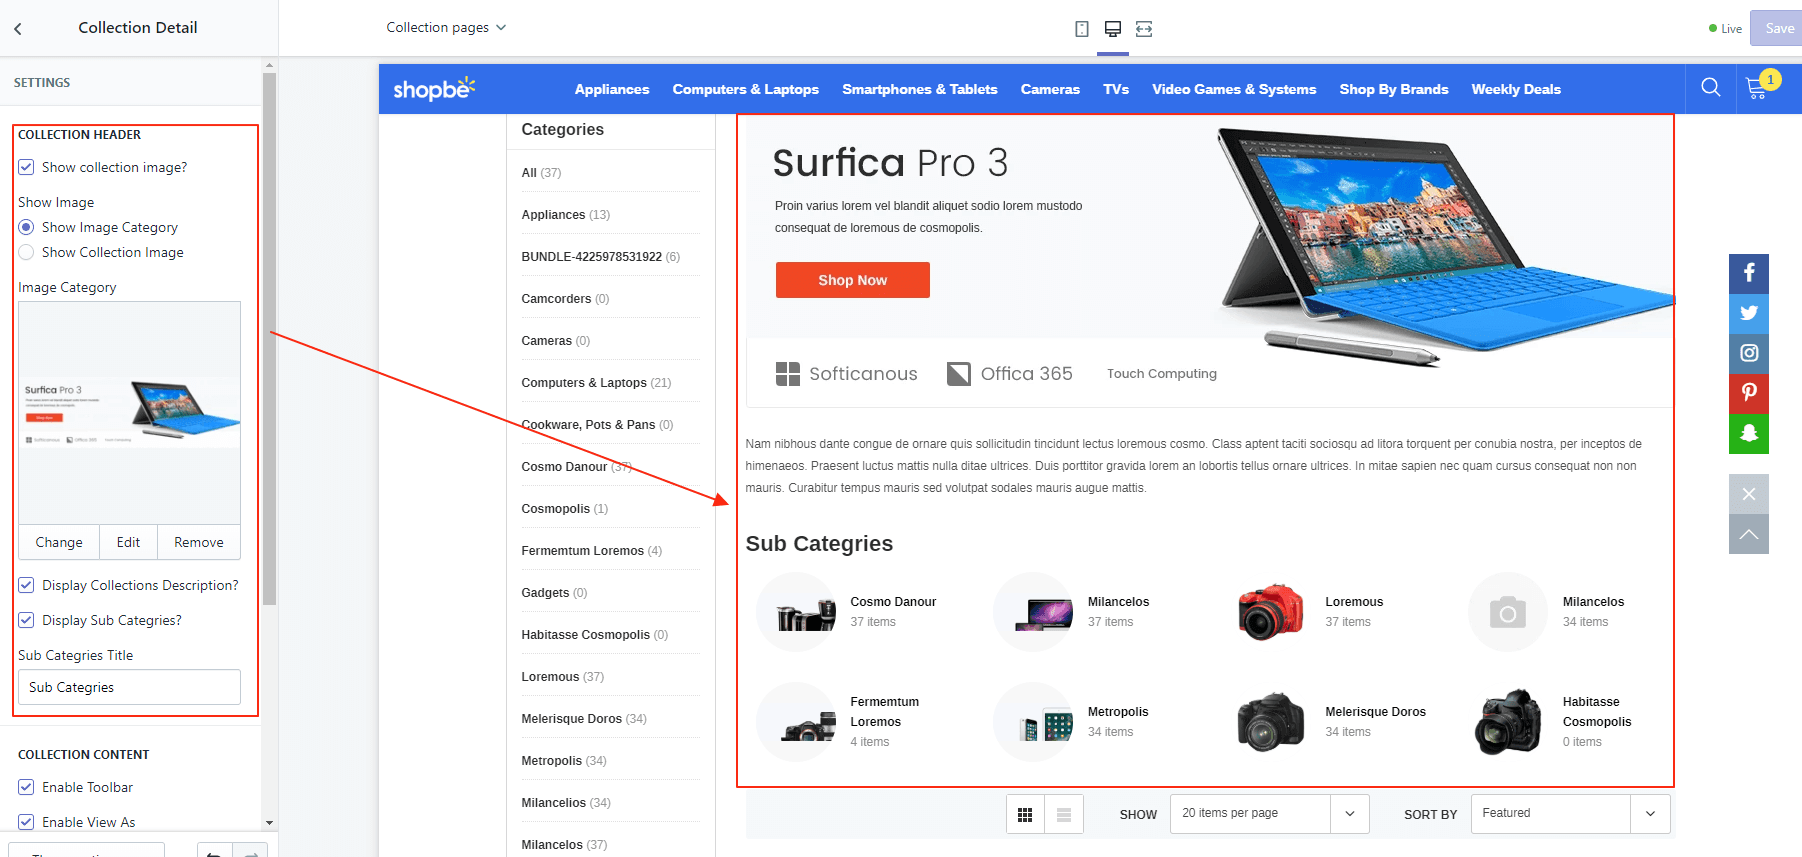 Collection Detail
Collection pages
Live
Save
SETTINGS
COLLECTION HEADER
Show collection image?
Show Image
Show Image Category
Show Collection Image
Image Category
Surfica Pro 3
Shop Now
Softicanous
Offica 365
Touch Computing
Change
Edit
Remove
Display Collections Description?
Display Sub Categries?
Sub Categries Title
Sub Categries
COLLECTION CONTENT
Enable Toolbar
Enable View As
shopbe
Appliances
Computers & Laptops
Smartphones & Tablets
Cameras
TVs
Video Games & Systems
Shop By Brands
Weekly Deals
1
Categories
All (37)
Appliances (13)
BUNDLE-4225978531922 (6)
Camcorders (0)
Cameras (0)
Computers & Laptops (21)
Cookware, Pots & Pans (0)
Cosmo Danour (37)
Cosmopolis (1)
Fermemtum Loremos (4)
Gadgets (0)
Habitasse Cosmopolis (0)
Loremous (37)
Melerisque Doros (34)
Metropolis (34)
Milancelios (34)
Milancelos (37)
Surfica Pro 3
Proin varius lorem vel blandit aliquet sodio lorem mustodo
consequat de loremous de cosmopolis.
Shop Now
Softicanous
Offica 365
Touch Computing
Nam nibhous dante congue de ornare quis sollicitudin tincidunt lectus loremous cosmo. Class aptent taciti sociosqu ad litora torquent per conubia nostra, per inceptos de
himenaeos. Praesent luctus mattis nulla ditae ultrices. Duis porttitor gravida lorem an lobortis tellus ornare ultrices. In mitae sapien nec quam cursus consequat non non
mauris. Curabitur tempus mauris sed volutpat sodales mauris augue mattis.
Sub Categries
Cosmo Danour
37 items
Milancelos
37 items
Loremous
37 items
Milancelos
34 items
Fermemtum
Loremos
4 items
Metropolis
34 items
Melerisque Doros
34 items
Habitasse
Cosmopolis
0 items
SHOW
20 items per page
SORT BY
Featured